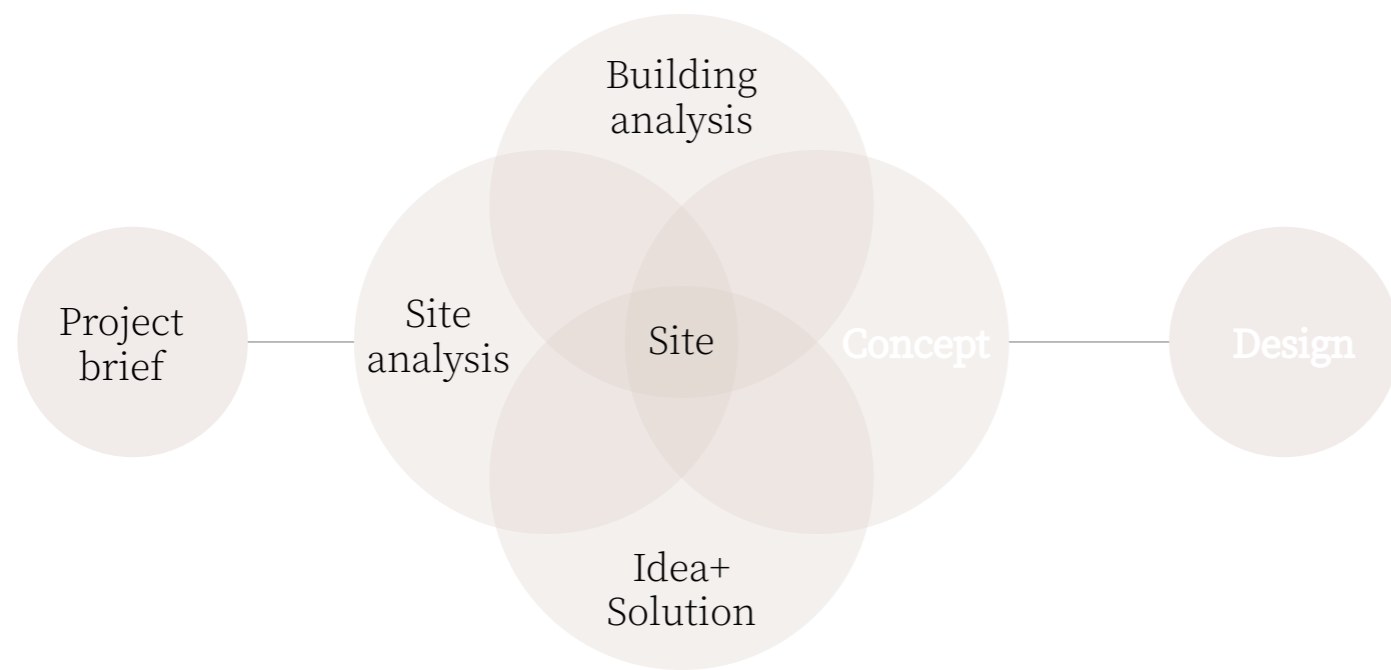 Building
analysis
Project
brief
Site
analysis
Site
Concept
Design
Idea+
Solution